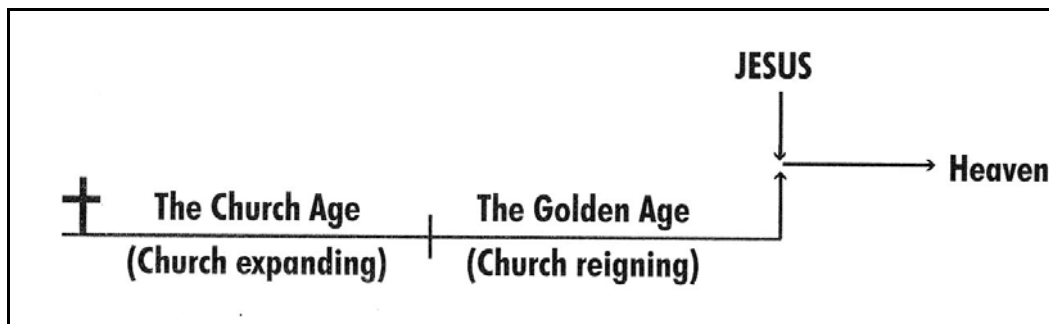 JESUS
Heaven
The Church Age
The Golden Age
(Church expanding)
(Church reigning)